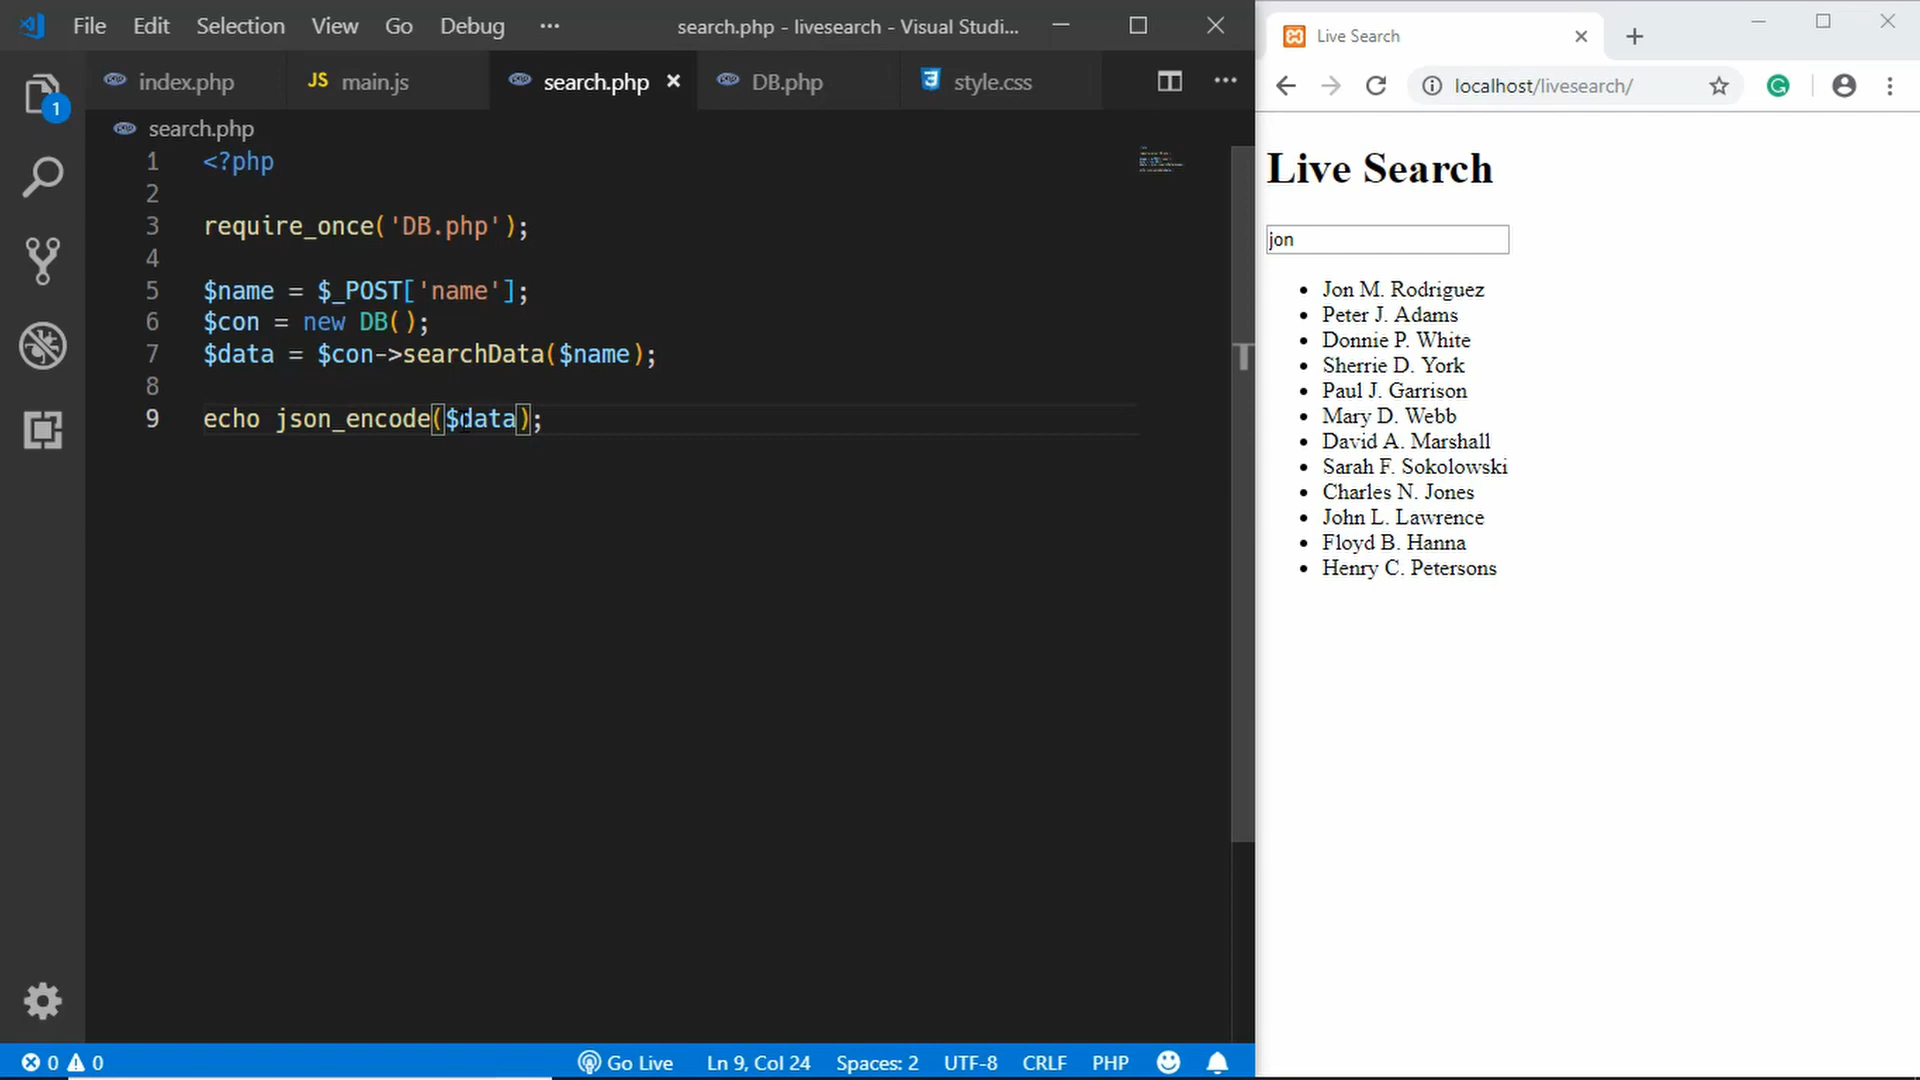 File Edit Selection View Go Debug ··· search.php - livesearch - Visual Studi...
index.php JS main.js search.php DB.php style.css ···
1
search.php
1 <?php
2
3 require_once('DB.php');
4
5 $name = $_POST['name'];
6 $con = new DB();
7 $data = $con->searchData($name);
8
9 echo json_encode($data);
0 0 Go Live Ln 9, Col 24 Spaces: 2 UTF-8 CRLF PHP
Live Search
localhost/livesearch/
Live Search
jon
Jon M. Rodriguez
Peter J. Adams
Donnie P. White
Sherrie D. York
Paul J. Garrison
Mary D. Webb
David A. Marshall
Sarah F. Sokolowski
Charles N. Jones
John L. Lawrence
Floyd B. Hanna
Henry C. Petersons